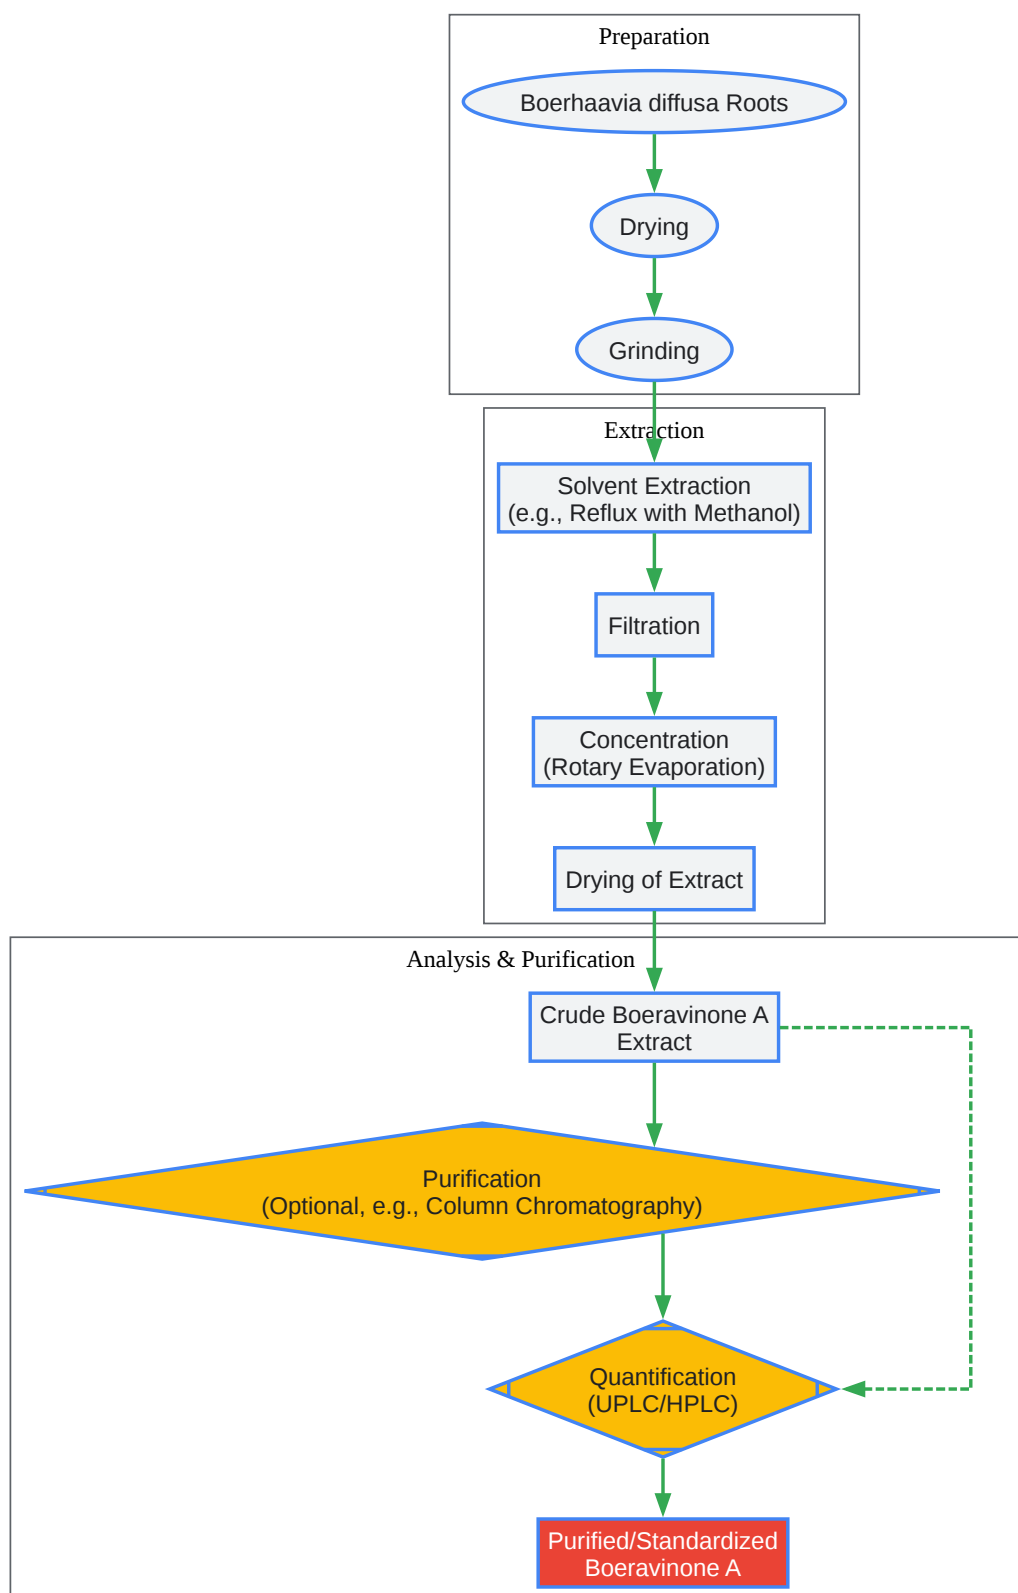 Preparation
Boerhaavia diffusa Roots
Drying
Grinding
Extraction
Solvent Extraction
(e.g., Reflux with Methanol)
Filtration
Concentration
(Rotary Evaporation)
Drying of Extract
Analysis & Purification
Crude Boeravinone A
Extract
Purification
(Optional, e.g., Column Chromatography)
Quantification
(UPLC/HPLC)
Purified/Standardized
Boeravinone A